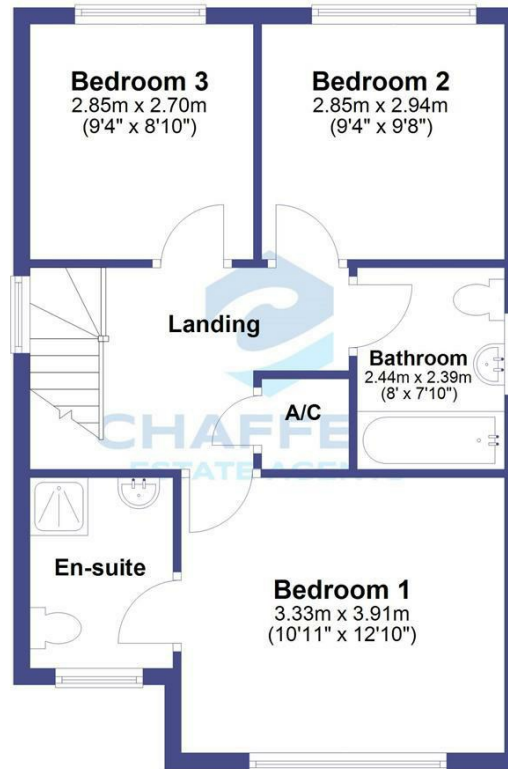 Bedroom 3
2.85m x 2.70m
(9'4" x 8'10")
Bedroom 2
2.85m x 2.94m
(9'4" x 9'8")
Landing
Bathroom
2.44m x 2.39m
(8' x 7'10")
A/C
ESTATE AGENTS
En-suite
Bedroom 1
3.33m x 3.91m
(10'11" x 12'10")